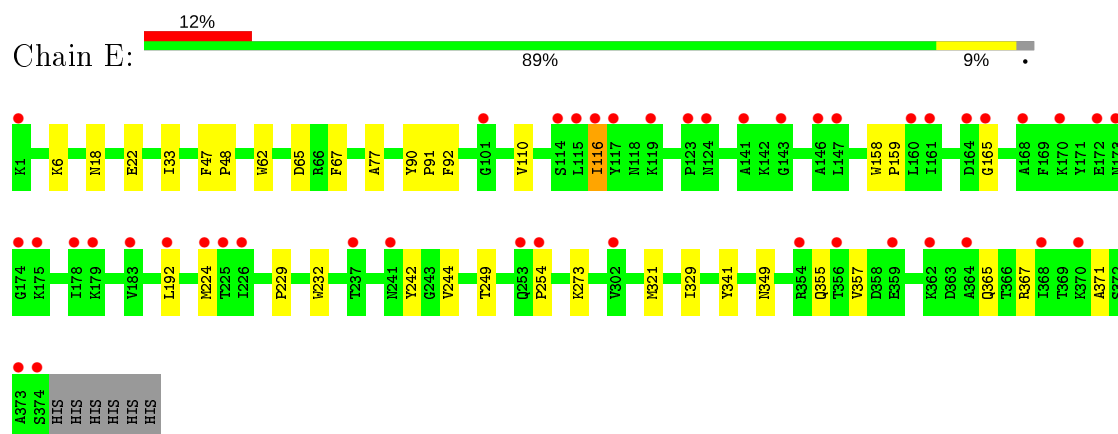 12%
Chain E:
89%
9%
•
K1 K6 N18 E22 I33 F47 P48 W62 D65 R66 F67 A77 Y90 P91 F92 G101 V110 S114 L115 I116 Y117 N118 K119 P123 N124 A141 K142 G143 A146 L147 W158 P159 L160 I161 D164 G165 A168 F169 K170 Y171 E172 N173
G174 K175 I178 K179 V183 L192 M224 T225 I226 P229 W232 T237 N241 Y242 G243 V244 T249 Q253 P254 K273 V302 M321 I329 Y341 N349 R354 Q355 T356 V357 D358 E359 K362 D363 A364 Q365 T366 R367 I368 T369 K370 A371 S372
A373 S374 HIS HIS HIS HIS HIS HIS